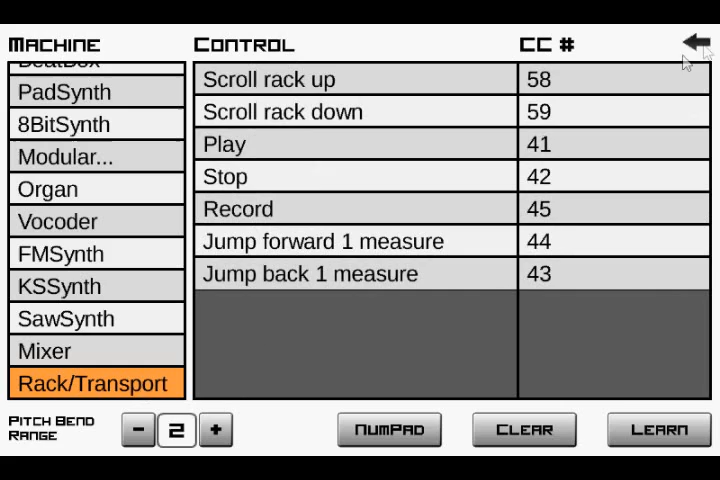 Machine Control CC #
BeatBox
PadSynth
8BitSynth
Modular...
Organ
Vocoder
FMSynth
KSSynth
SawSynth
Mixer
Rack/Transport
Scroll rack up 58
Scroll rack down 59
Play 41
Stop 42
Record 45
Jump forward 1 measure 44
Jump back 1 measure 43
Pitch Bend
Range
- 2 +
NumPad
Clear
Learn